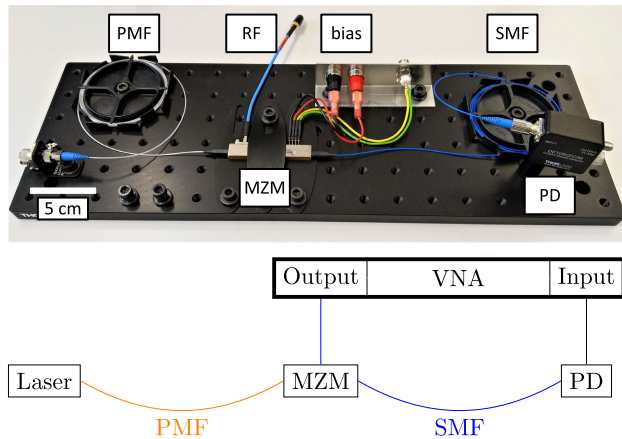 PMF
RF
bias
SMF
MZM
PD
5 cm
Output
VNA
Input
Laser
MZM
PD
PMF
SMF